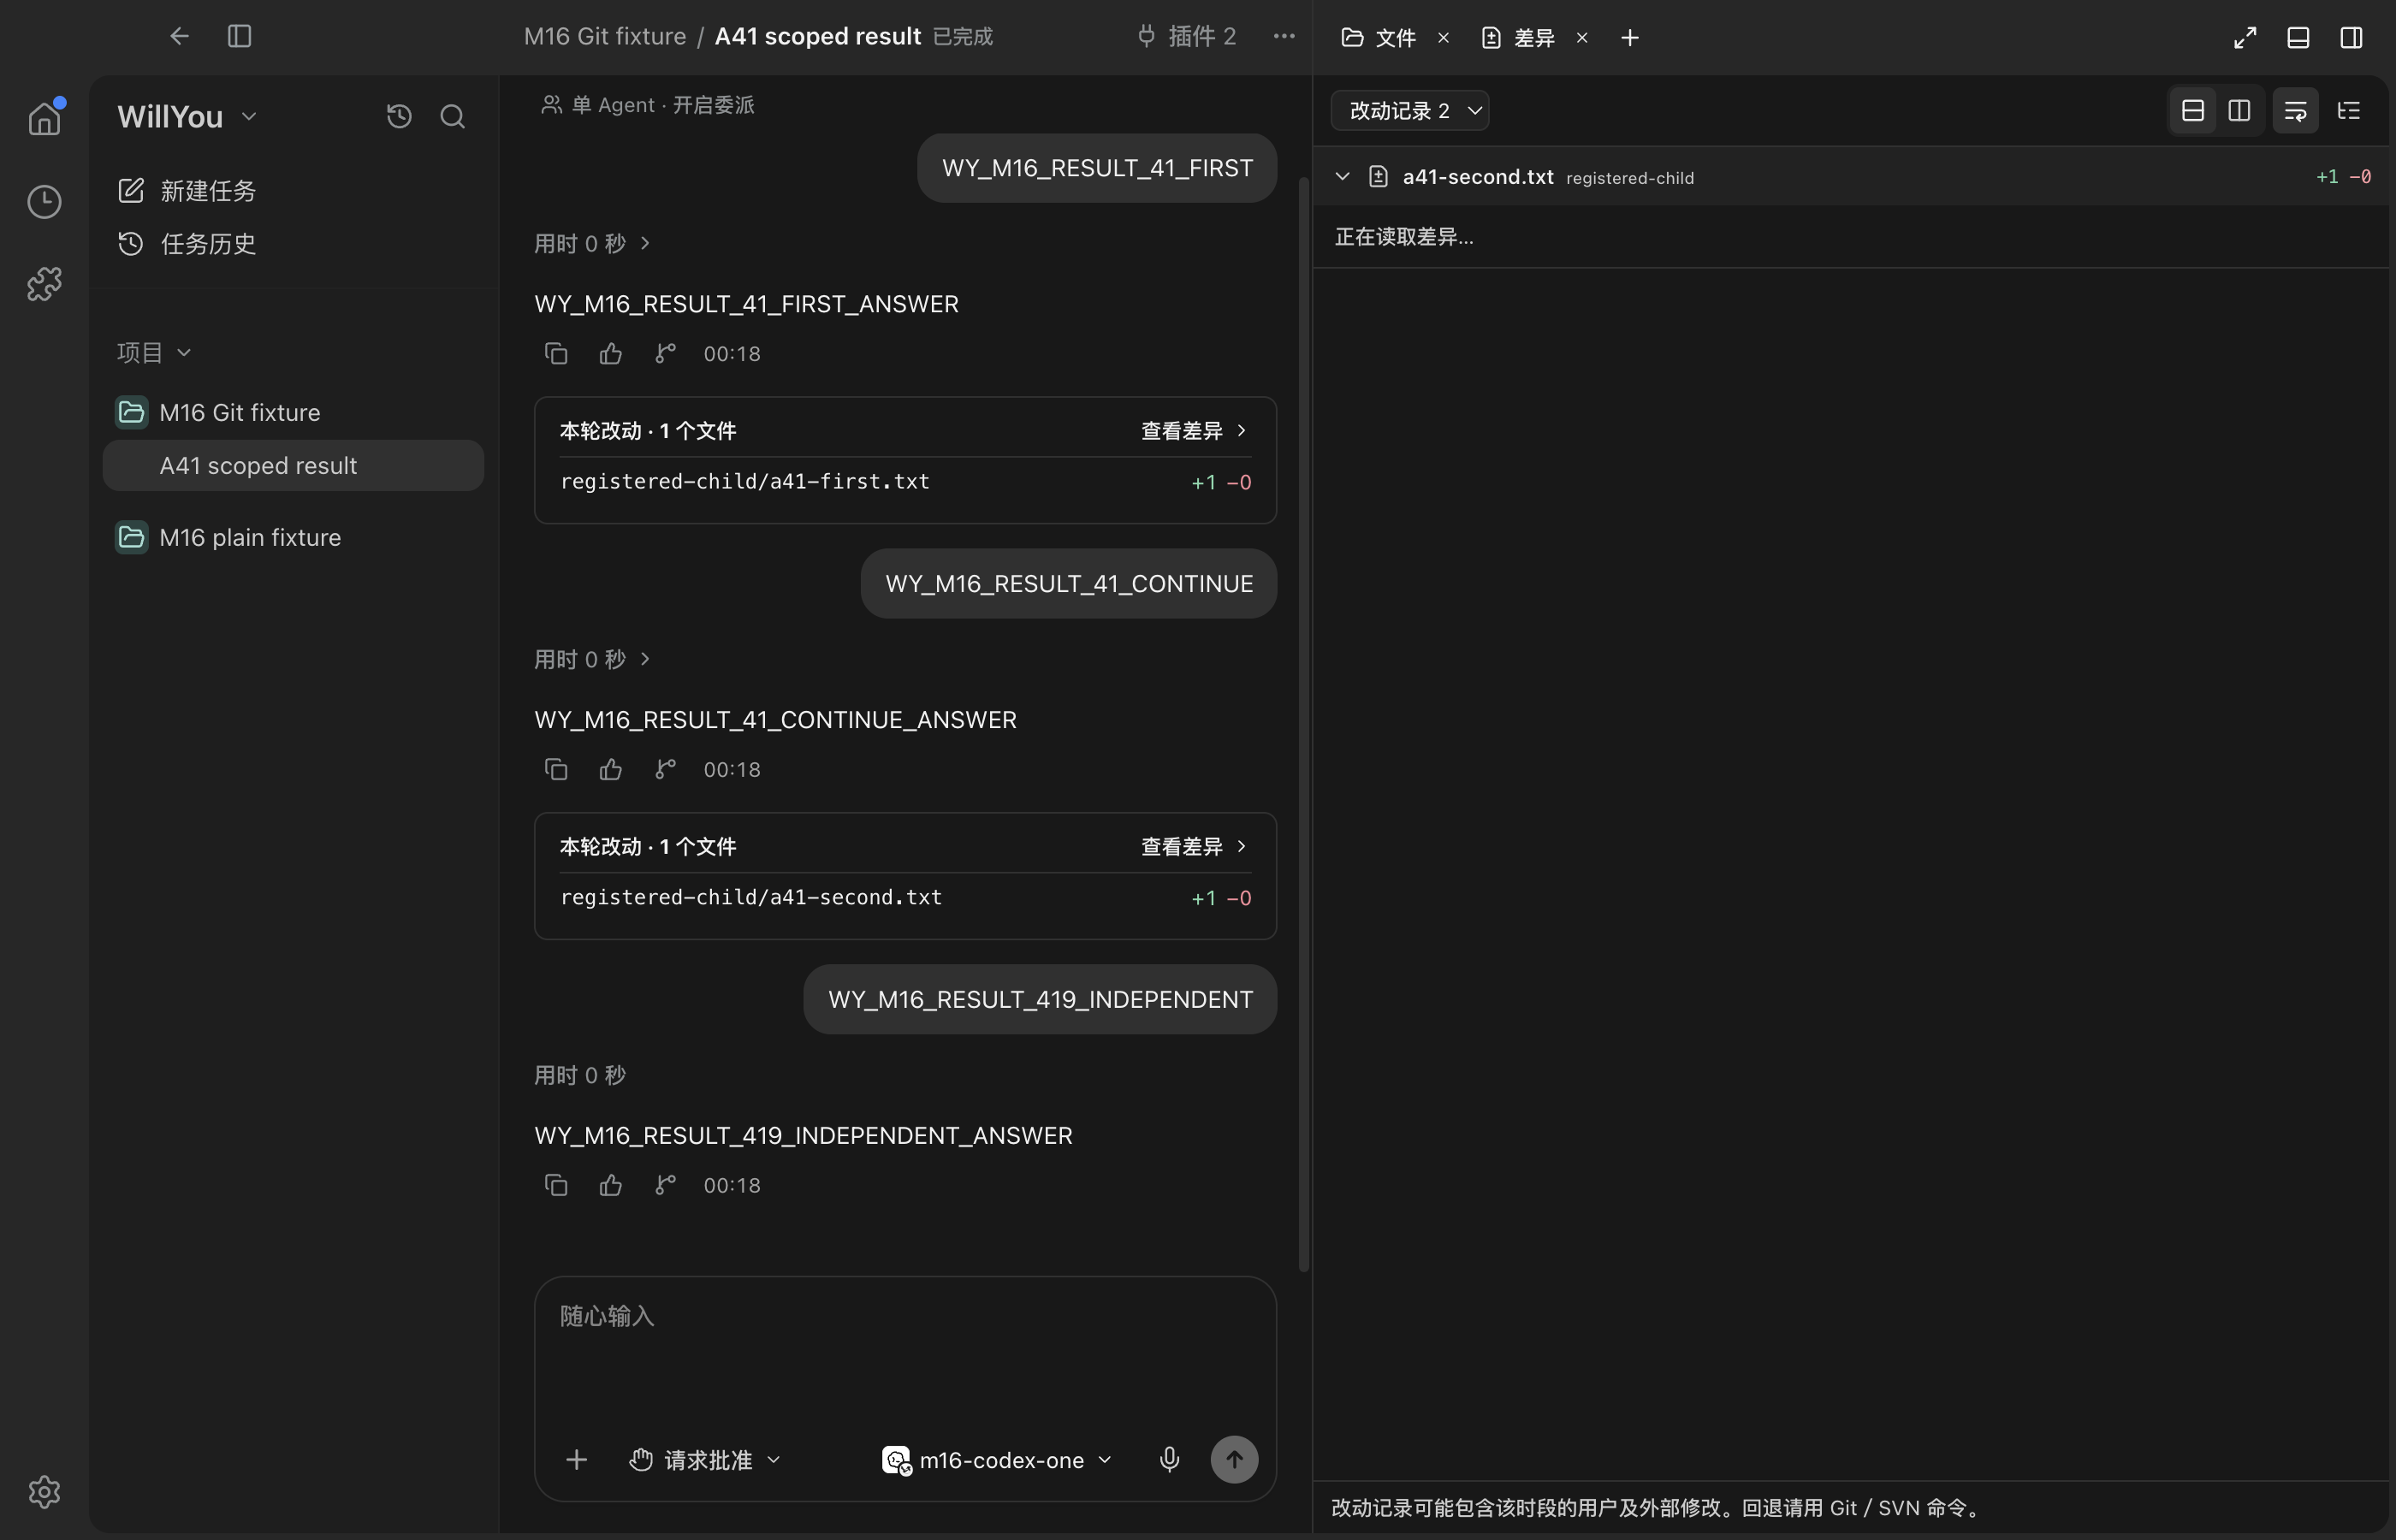 M16 Git fixture / A41 scoped result 已完成
插件 2
文件
差异
WillYou
新建任务
任务历史
项目
M16 Git fixture
A41 scoped result
M16 plain fixture
单 Agent · 开启委派
WY_M16_RESULT_41_FIRST
用时 0 秒
WY_M16_RESULT_41_FIRST_ANSWER
00:18
本轮改动 · 1 个文件 查看差异
registered-child/a41-first.txt +1 −0
WY_M16_RESULT_41_CONTINUE
用时 0 秒
WY_M16_RESULT_41_CONTINUE_ANSWER
00:18
本轮改动 · 1 个文件 查看差异
registered-child/a41-second.txt +1 −0
WY_M16_RESULT_419_INDEPENDENT
用时 0 秒
WY_M16_RESULT_419_INDEPENDENT_ANSWER
00:18
随心输入
请求批准 m16-codex-one
改动记录 2
a41-second.txt registered-child +1 −0
正在读取差异...
改动记录可能包含该时段的用户及外部修改。回退请用 Git / SVN 命令。